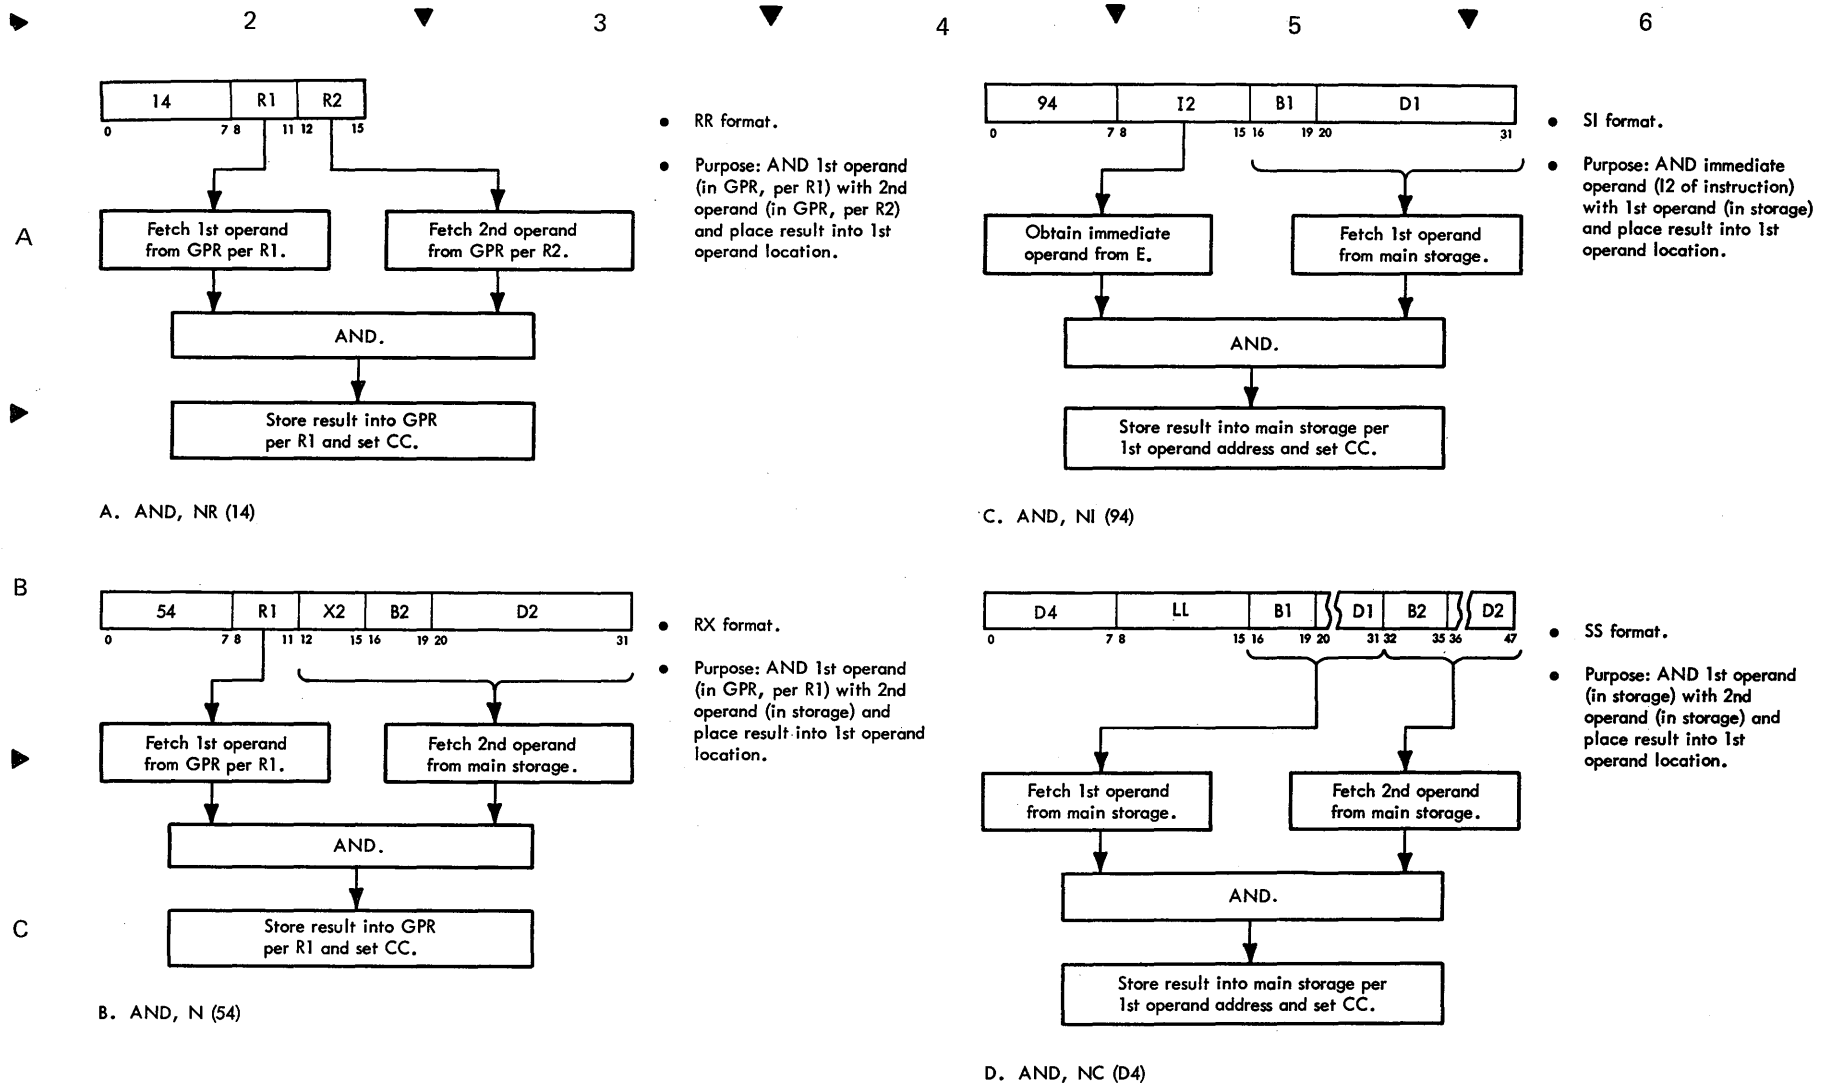 2 3 4 5 6
A
B
C
14 R1 R2
0 7 8 11 12 15
Fetch 1st operand
from GPR per R1.
Fetch 2nd operand
from GPR per R2.
AND.
Store result into GPR
per R1 and set CC.
A. AND, NR (14)
• RR format.
• Purpose: AND 1st operand
(in GPR, per R1) with 2nd
operand (in GPR, per R2)
and place result into 1st
operand location.
94 I2 B1 D1
0 7 8 15 16 19 20 31
Obtain immediate
operand from E.
Fetch 1st operand
from main storage.
AND.
Store result into main storage per
1st operand address and set CC.
C. AND, NI (94)
• SI format.
• Purpose: AND immediate
operand (I2 of instruction)
with 1st operand (in storage)
and place result into 1st
operand location.
54 R1 X2 B2 D2
0 7 8 11 12 15 16 19 20 31
Fetch 1st operand
from GPR per R1.
Fetch 2nd operand
from main storage.
AND.
Store result into GPR
per R1 and set CC.
B. AND, N (54)
• RX format.
• Purpose: AND 1st operand
(in GPR, per R1) with 2nd
operand (in storage) and
place result into 1st operand
location.
D4 LL B1 D1 B2 D2
0 7 8 15 16 19 20 31 32 35 36 47
Fetch 1st operand
from main storage.
Fetch 2nd operand
from main storage.
AND.
Store result into main storage per
1st operand address and set CC.
D. AND, NC (D4)
• SS format.
• Purpose: AND 1st operand
(in storage) with 2nd
operand (in storage) and
place result into 1st
operand location.